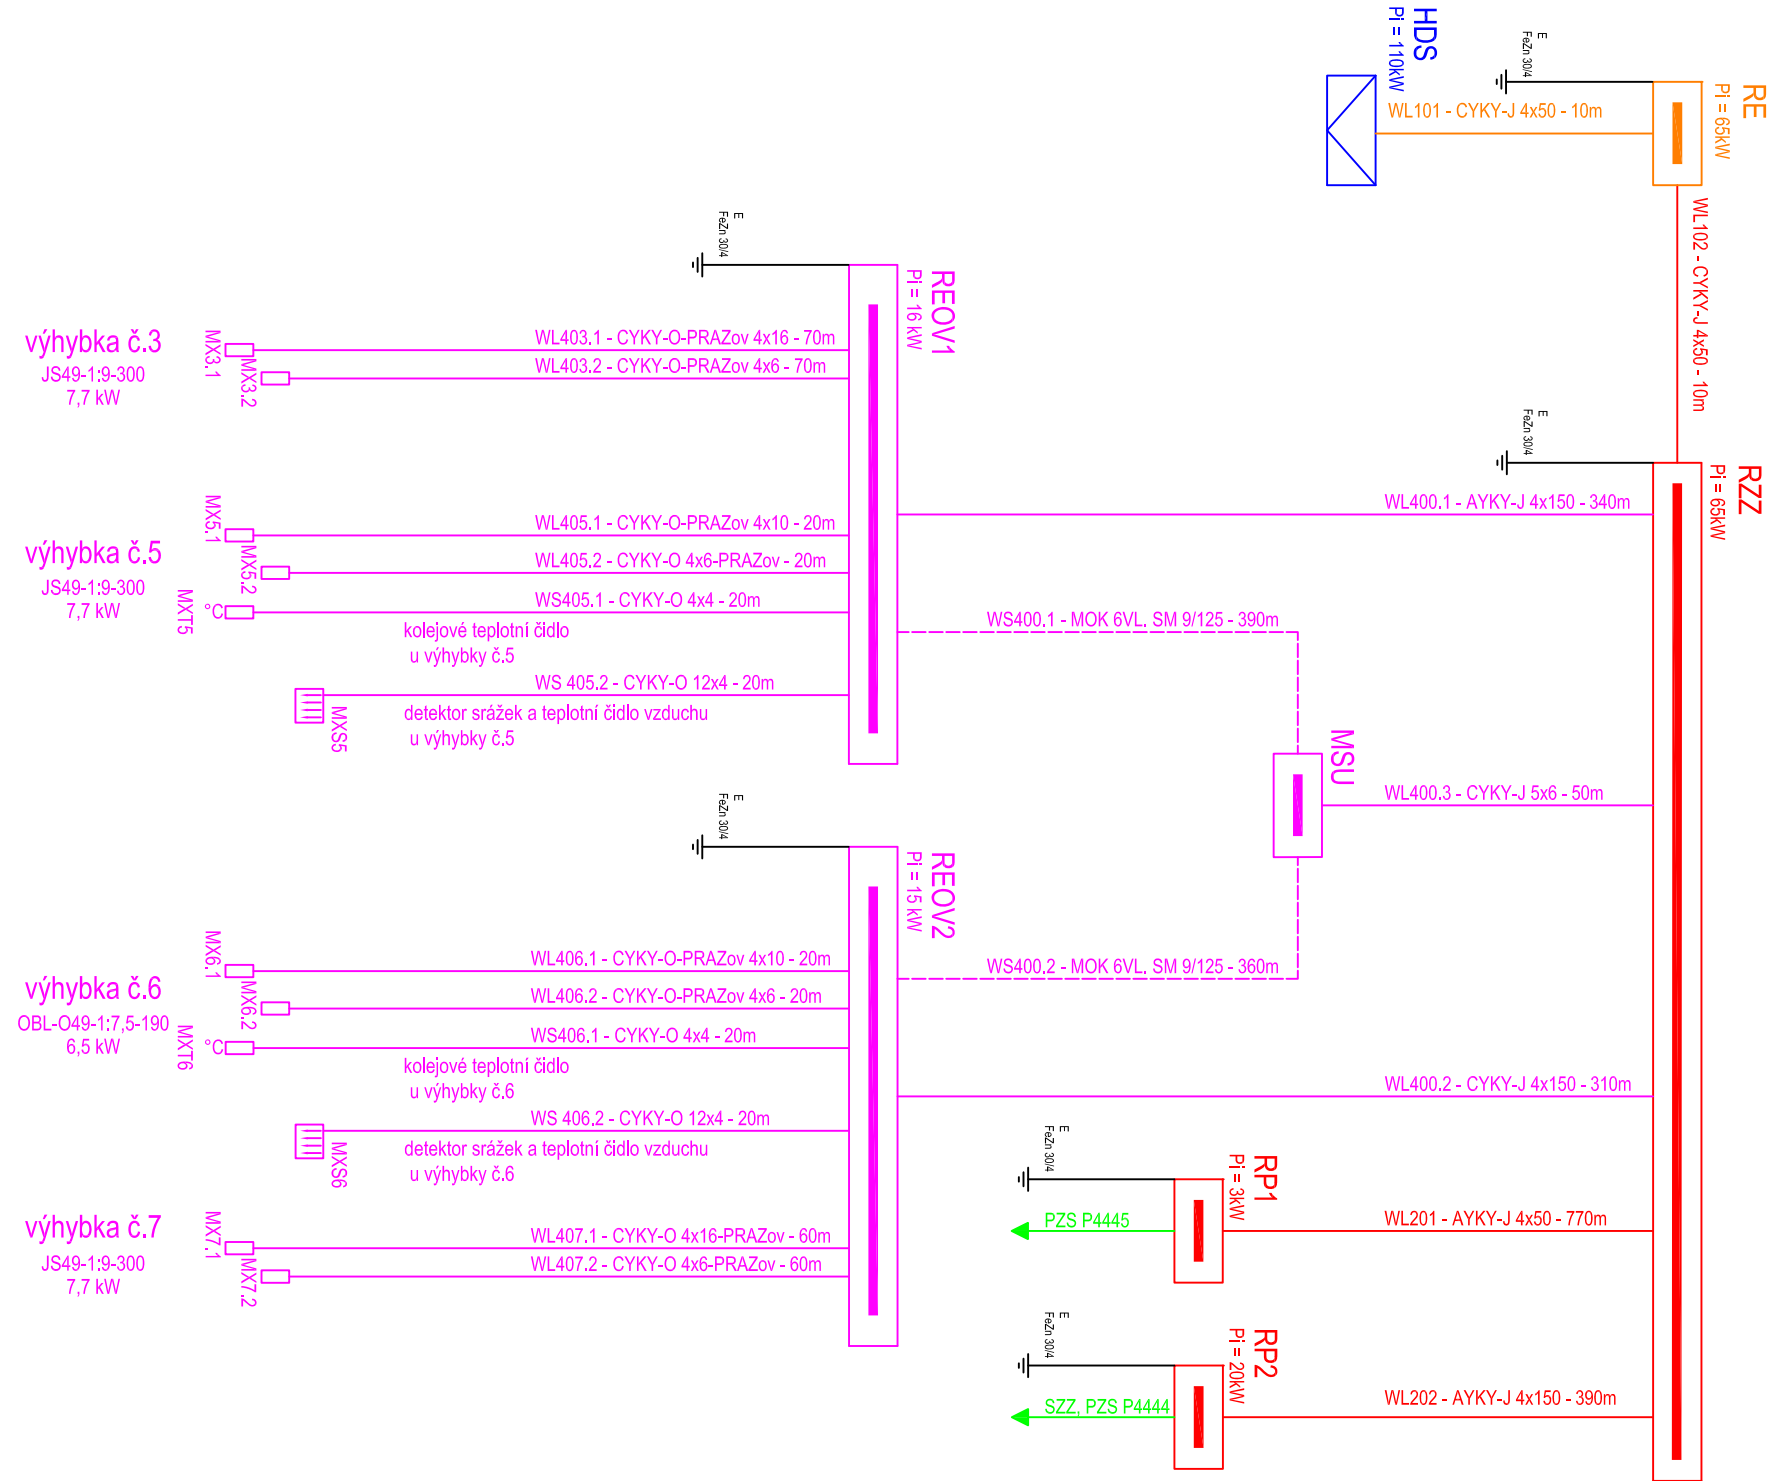 HDS
Pi = 110kW
E
FeZn 30/4
RE
Pi = 65kW
WL101 - CYKY-J 4x50 - 10m
WL102 - CYKY-J 4x50 - 10m
E
FeZn 30/4
RZZ
Pi = 65kW
E
FeZn 30/4
REOV1
Pi = 16 kW
výhybka č.3
JS49-1:9-300
7,7 kW
MX3.1
MX3.2
WL403.1 - CYKY-O-PRAZov 4x16 - 70m
WL403.2 - CYKY-O-PRAZov 4x6 - 70m
výhybka č.5
JS49-1:9-300
7,7 kW
MX5.1
MX5.2
MXT5
°C
WL405.1 - CYKY-O-PRAZov 4x10 - 20m
WL405.2 - CYKY-O 4x6-PRAZov - 20m
WS405.1 - CYKY-O 4x4 - 20m
kolejové teplotní čidlo
u výhybky č.5
WS 405.2 - CYKY-O 12x4 - 20m
detektor srážek a teplotní čidlo vzduchu
u výhybky č.5
MXS5
WL400.1 - AYKY-J 4x150 - 340m
WS400.1 - MOK 6VL, SM 9/125 - 390m
MSU
WL400.3 - CYKY-J 5x6 - 50m
WS400.2 - MOK 6VL, SM 9/125 - 360m
WL400.2 - CYKY-J 4x150 - 310m
E
FeZn 30/4
REOV2
Pi = 15 kW
výhybka č.6
OBL-O49-1:7,5-190
6,5 kW
MX6.1
MX6.2
MXT6
°C
WL406.1 - CYKY-O-PRAZov 4x10 - 20m
WL406.2 - CYKY-O-PRAZov 4x6 - 20m
WS406.1 - CYKY-O 4x4 - 20m
kolejové teplotní čidlo
u výhybky č.6
WS 406.2 - CYKY-O 12x4 - 20m
detektor srážek a teplotní čidlo vzduchu
u výhybky č.6
MXS6
výhybka č.7
JS49-1:9-300
7,7 kW
MX7.1
MX7.2
WL407.1 - CYKY-O 4x16-PRAZov - 60m
WL407.2 - CYKY-O 4x6-PRAZov - 60m
E
FeZn 30/4
RP1
Pi = 3kW
PZS P4445
WL201 - AYKY-J 4x50 - 770m
E
FeZn 30/4
RP2
Pi = 20kW
SZZ, PZS P4444
WL202 - AYKY-J 4x150 - 390m